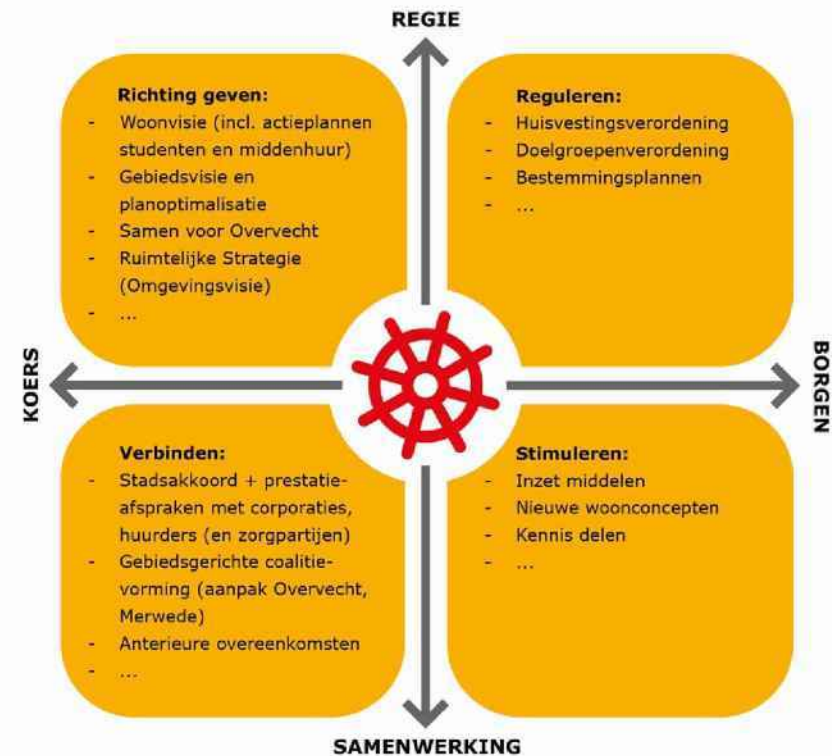 REGIE
Richting geven:
- Woonvisie (incl. actieplannen
studenten en middenhuur)
- Gebiedsvisie en
planoptimalisatie
- Samen voor Overvecht
- Ruimtelijke Strategie
(Omgevingsvisie)
- ...
Reguleren:
- Huisvestingsverordening
- Doelgroepenverordening
- Bestemmingsplannen
- ...
KOERS
BORGEN
Verbinden:
- Stadsakkoord + prestatie-
afspraken met corporaties,
huurders (en zorgpartijen)
- Gebiedsgerichte coalitie-
vorming (aanpak Overvecht,
Merwede)
- Anterieure overeenkomsten
- ...
Stimuleren:
- Inzet middelen
- Nieuwe woonconcepten
- Kennis delen
- ...
SAMENWERKING